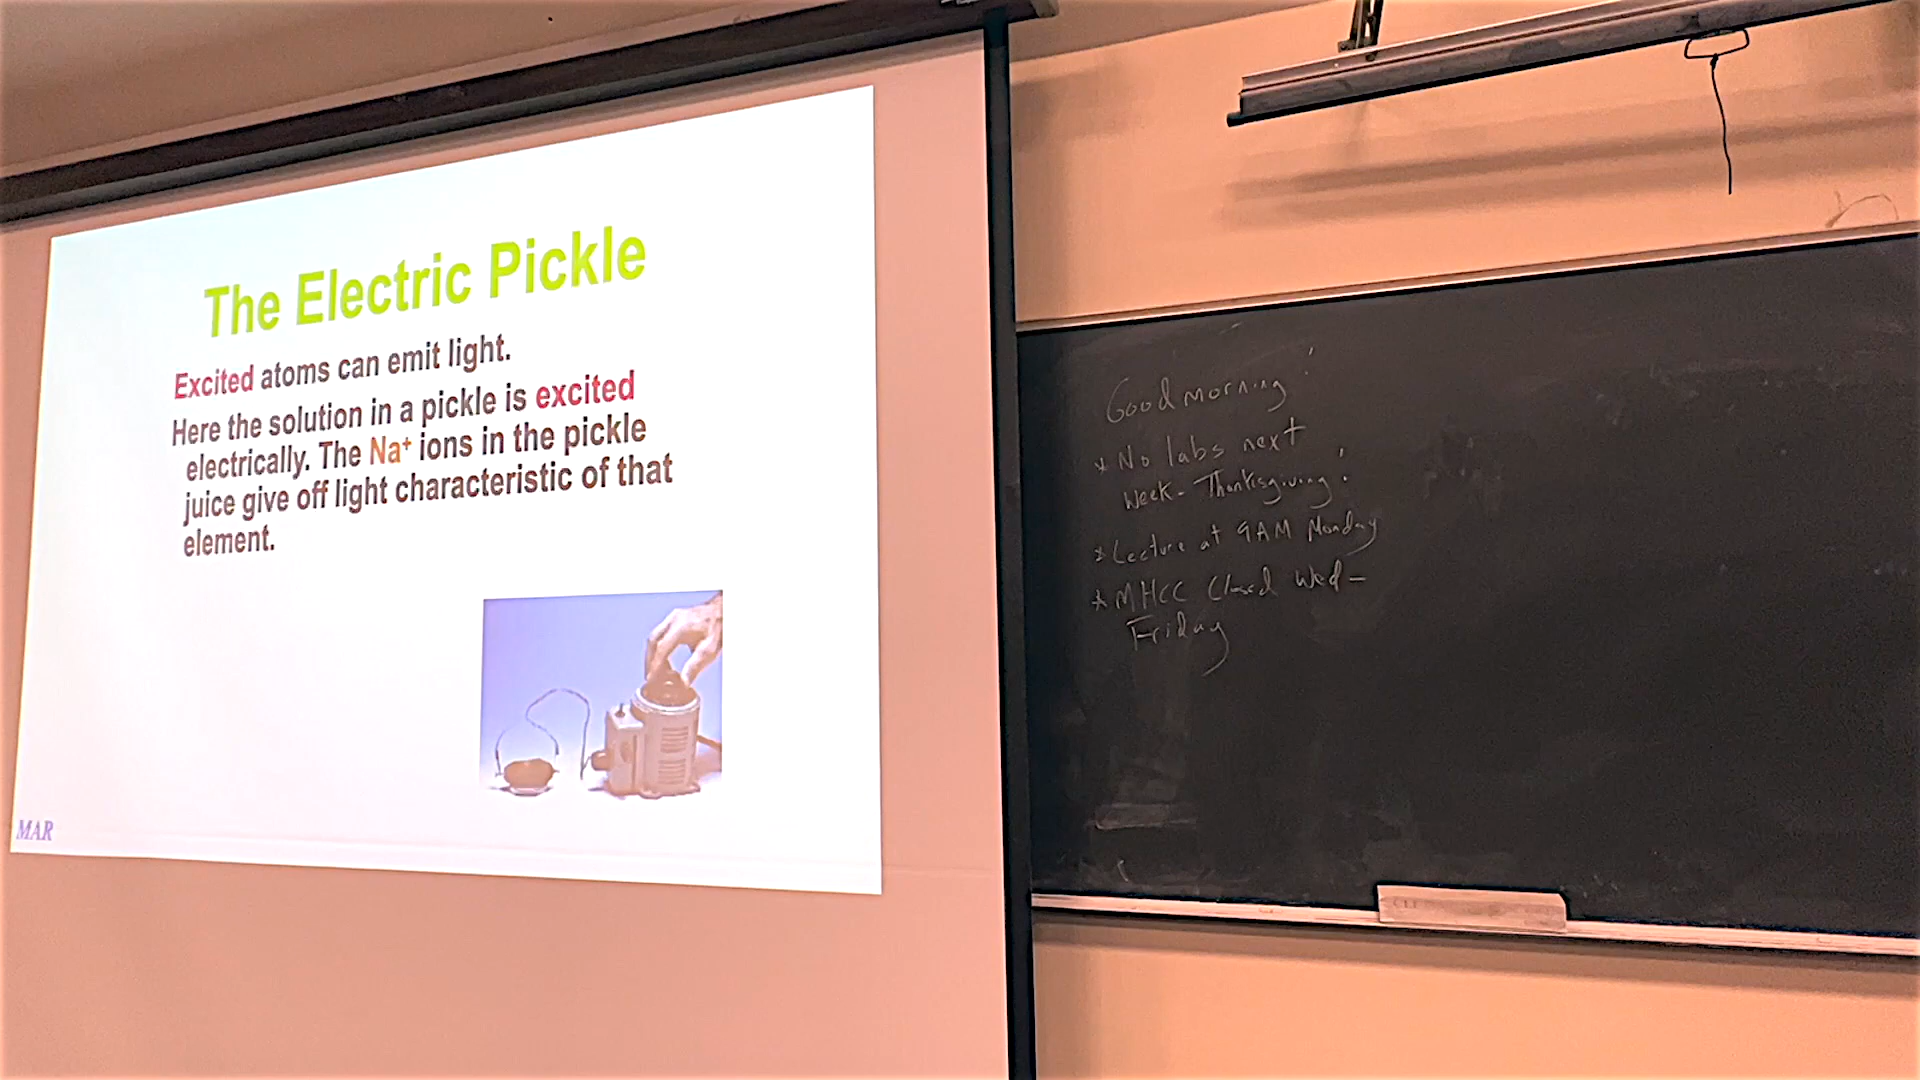 The Electric Pickle
Excited atoms can emit light.
Here the solution in a pickle is excited
electrically. The Na⁺ ions in the pickle
juice give off light characteristic of that
element.
MAR
Good morning!
* No labs next
week - Thanksgiving!
* Lecture at 9AM Monday
* MHCC Closed Wed -
Friday